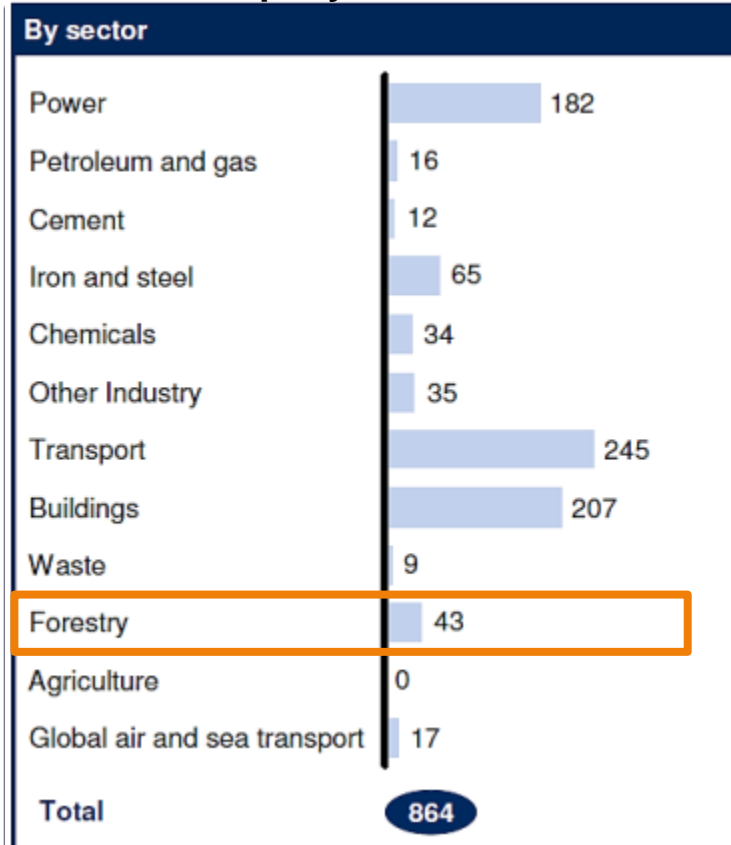 By sector
Power 182
Petroleum and gas 16
Cement 12
Iron and steel 65
Chemicals 34
Other Industry 35
Transport 245
Buildings 207
Waste 9
Forestry 43
Agriculture 0
Global air and sea transport 17
Total 864